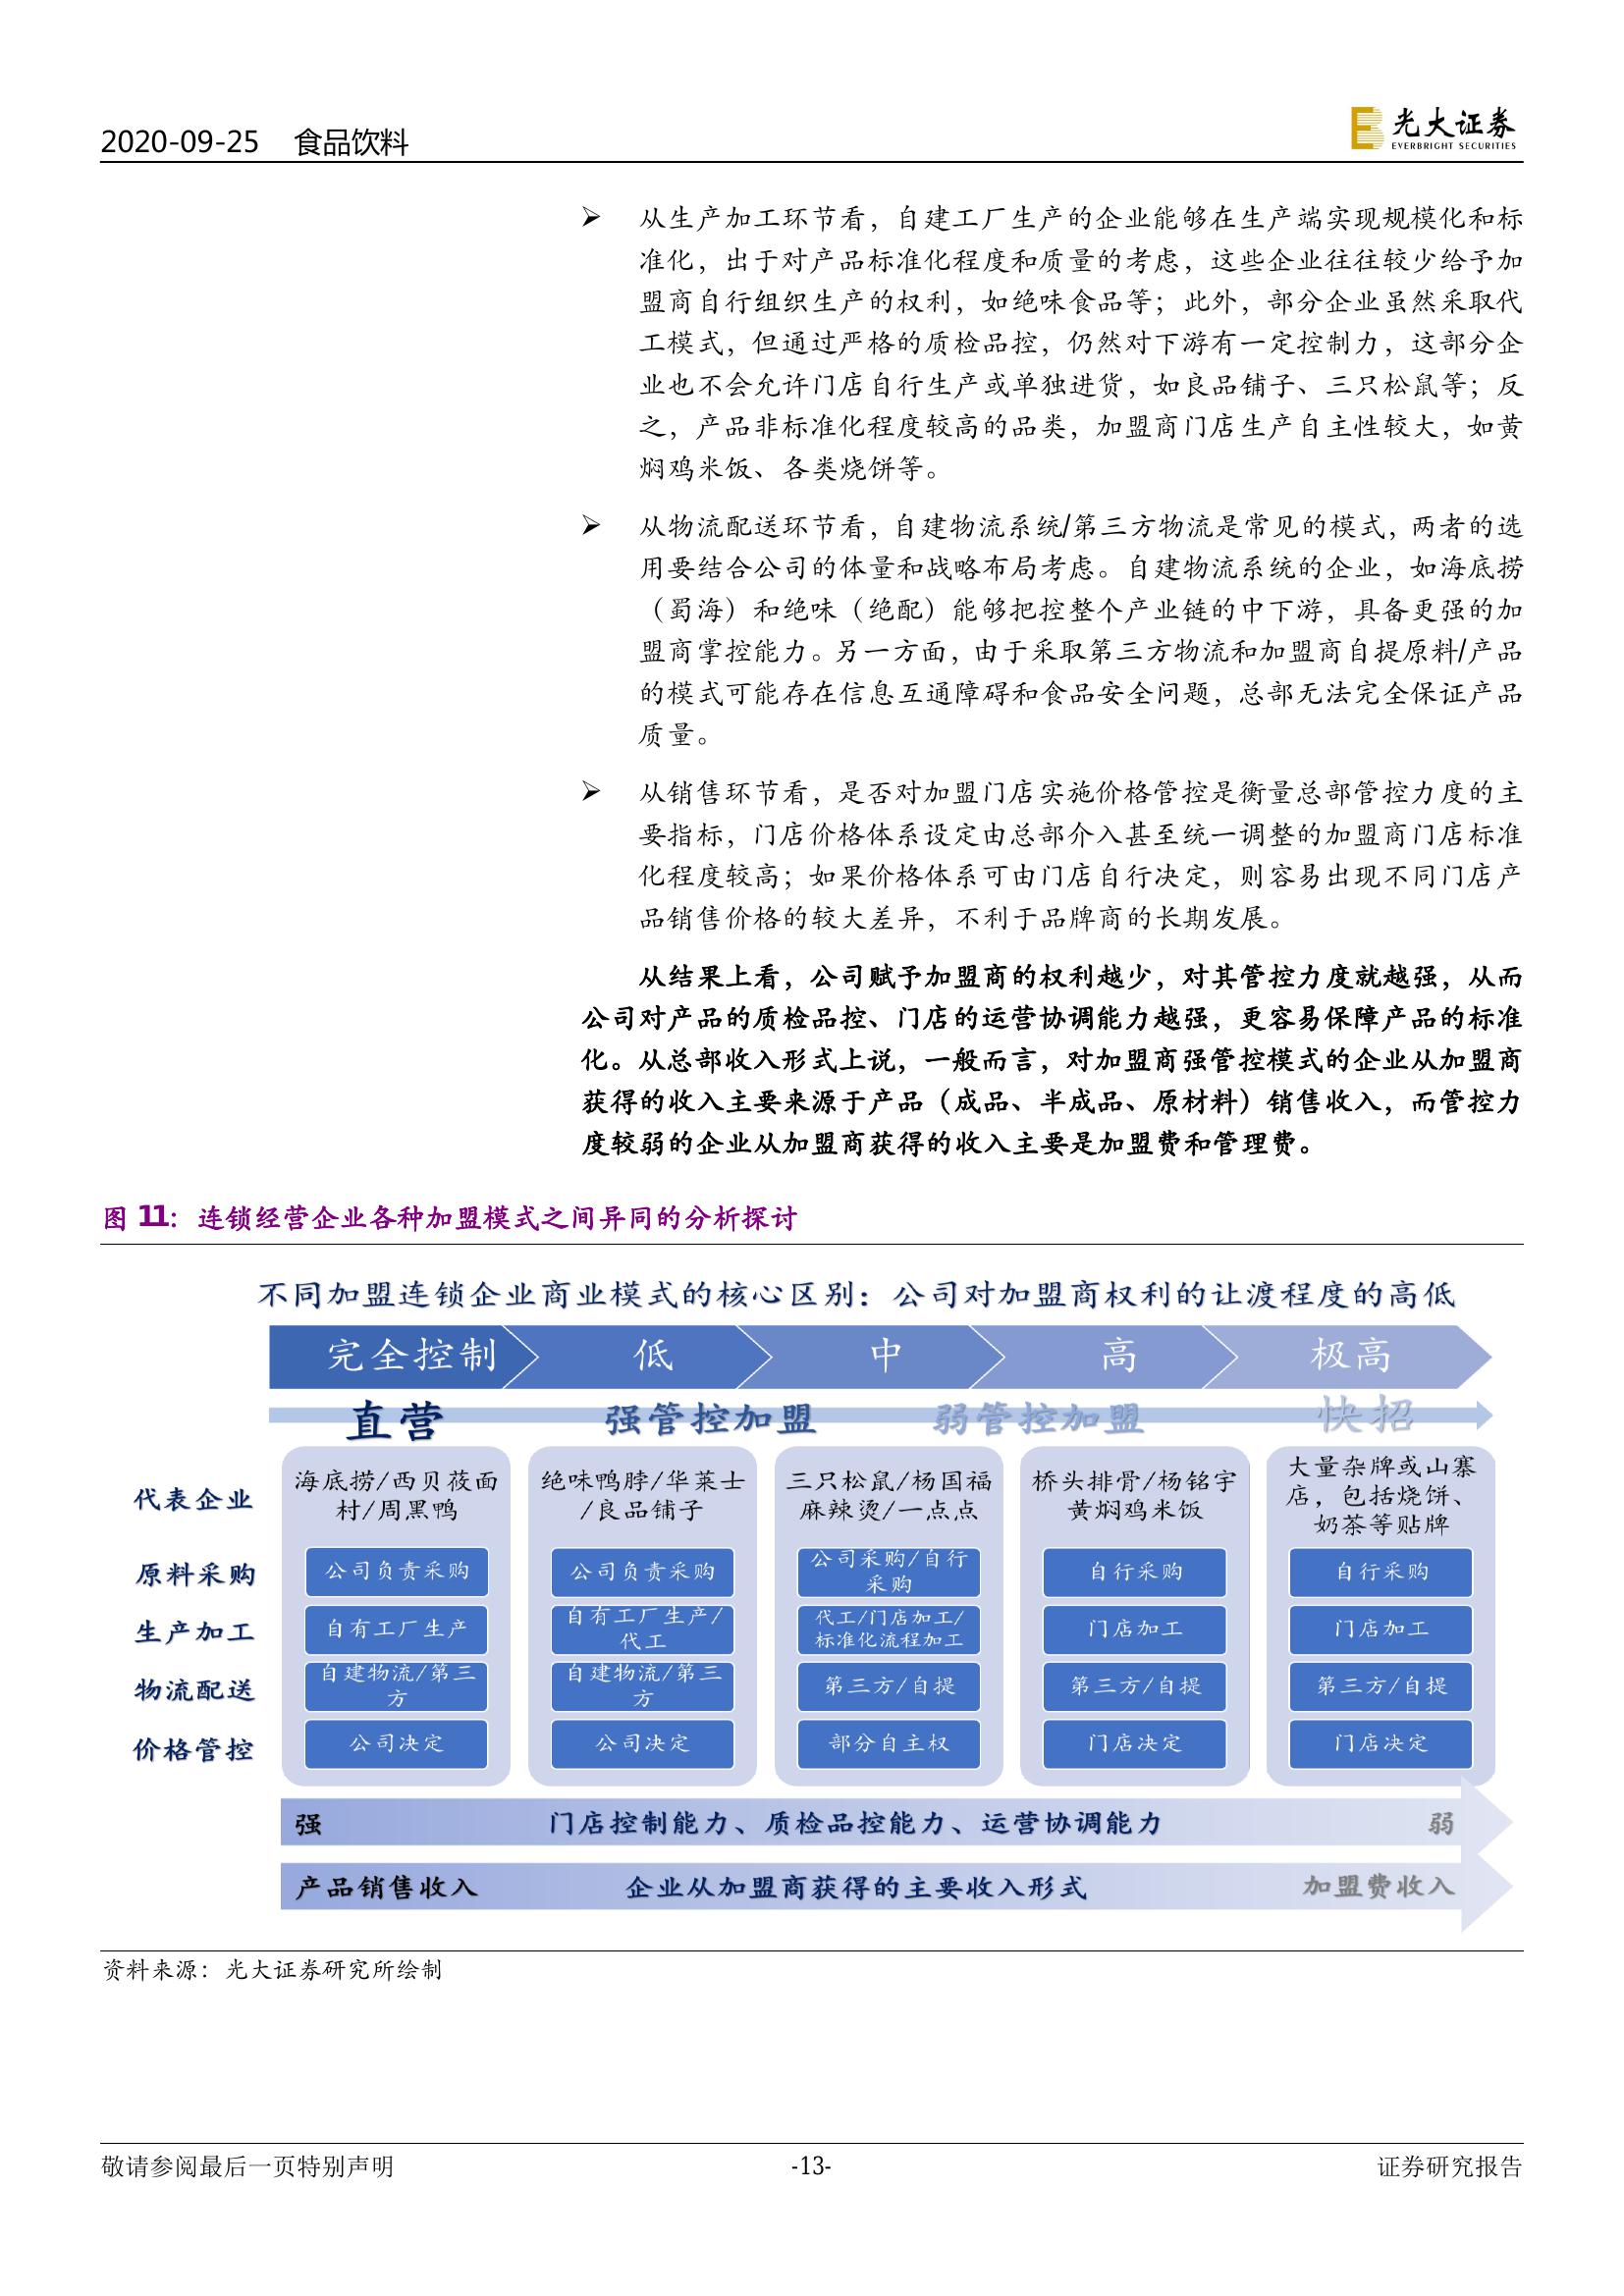 2020-09-25 食品饮料
光大证券
EVERBRIGHT SECURITIES
➢ 从生产加工环节看，自建工厂生产的企业能够在生产端实现规模化和标
准化，出于对产品标准化程度和质量的考虑，这些企业往往较少给予加
盟商自行组织生产的权利，如绝味食品等；此外，部分企业虽然采取代
工模式，但通过严格的质检品控，仍然对下游有一定控制力，这部分企
业也不会允许门店自行生产或单独进货，如良品铺子、三只松鼠等；反
之，产品非标准化程度较高的品类，加盟商门店生产自主性较大，如黄
焖鸡米饭、各类烧饼等。
➢ 从物流配送环节看，自建物流系统/第三方物流是常见的模式，两者的选
用要结合公司的体量和战略布局考虑。自建物流系统的企业，如海底捞
（蜀海）和绝味（绝配）能够把控整个产业链的中下游，具备更强的加
盟商掌控能力。另一方面，由于采取第三方物流和加盟商自提原料/产品
的模式可能存在信息互通障碍和食品安全问题，总部无法完全保证产品
质量。
➢ 从销售环节看，是否对加盟门店实施价格管控是衡量总部管控力度的主
要指标，门店价格体系设定由总部介入甚至统一调整的加盟商门店标准
化程度较高；如果价格体系可由门店自行决定，则容易出现不同门店产
品销售价格的较大差异，不利于品牌商的长期发展。
从结果上看，公司赋予加盟商的权利越少，对其管控力度就越强，从而
公司对产品的质检品控、门店的运营协调能力越强，更容易保障产品的标准
化。从总部收入形式上说，一般而言，对加盟商强管控模式的企业从加盟商
获得的收入主要来源于产品（成品、半成品、原材料）销售收入，而管控力
度较弱的企业从加盟商获得的收入主要是加盟费和管理费。
图 11：连锁经营企业各种加盟模式之间异同的分析探讨
不同加盟连锁企业商业模式的核心区别：公司对加盟商权利的让渡程度的高低
完全控制 低 中 高 极高
直营 强管控加盟 弱管控加盟 快招
代表企业
海底捞/西贝莜面
村/周黑鸭
绝味鸭脖/华莱士
/良品铺子
三只松鼠/杨国福
麻辣烫/一点点
桥头排骨/杨铭宇
黄焖鸡米饭
大量杂牌或山寨
店，包括烧饼、
奶茶等贴牌
原料采购
公司负责采购
公司负责采购
公司采购/自行
采购
自行采购
自行采购
生产加工
自有工厂生产
自有工厂生产/
代工
代工/门店加工/
标准化流程加工
门店加工
门店加工
物流配送
自建物流/第三
方
自建物流/第三
方
第三方/自提
第三方/自提
第三方/自提
价格管控
公司决定
公司决定
部分自主权
门店决定
门店决定
强 门店控制能力、质检品控能力、运营协调能力 弱
产品销售收入 企业从加盟商获得的主要收入形式 加盟费收入
资料来源：光大证券研究所绘制
敬请参阅最后一页特别声明 -13- 证券研究报告